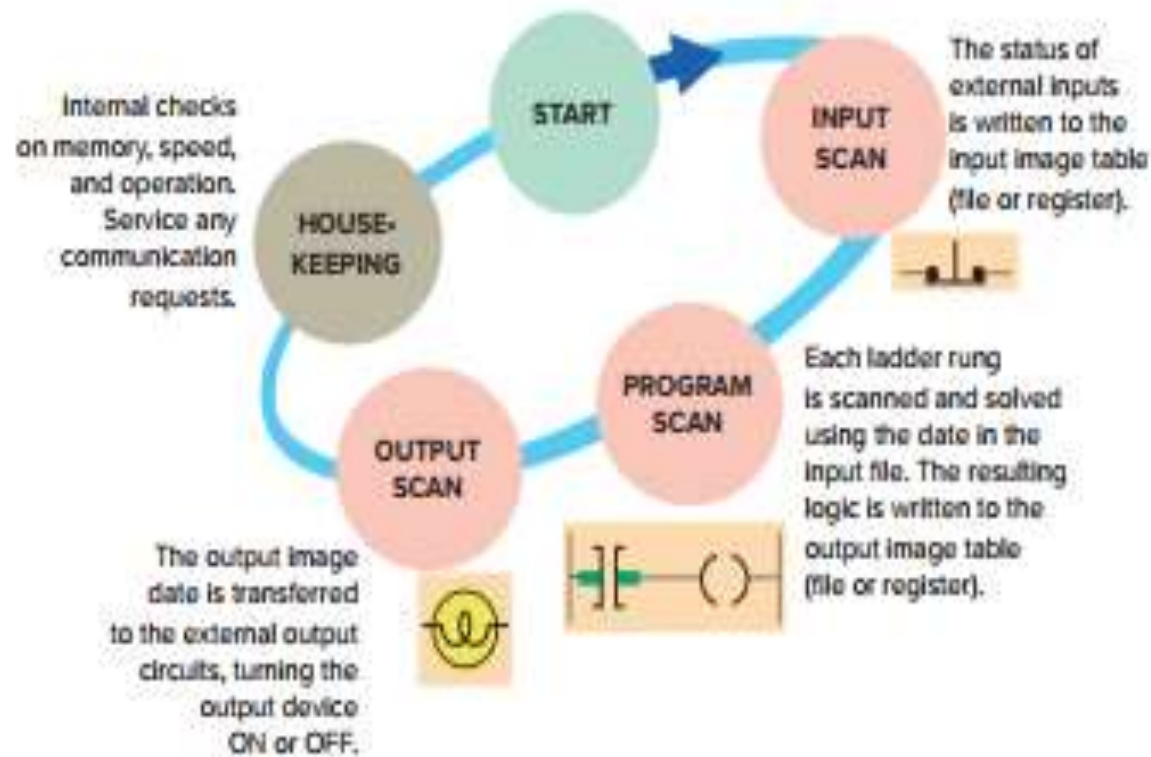 START
INPUT
SCAN
The status of
external inputs
is written to the
input image table
(file or register).
PROGRAM
SCAN
Each ladder rung
is scanned and solved
using the date in the
input file. The resulting
logic is written to the
output image table
(file or register).
OUTPUT
SCAN
The output image
date is transferred
to the external output
circuits, turning the
output device
ON or OFF.
HOUSE-
KEEPING
Internal checks
on memory, speed,
and operation.
Service any
communication
requests.